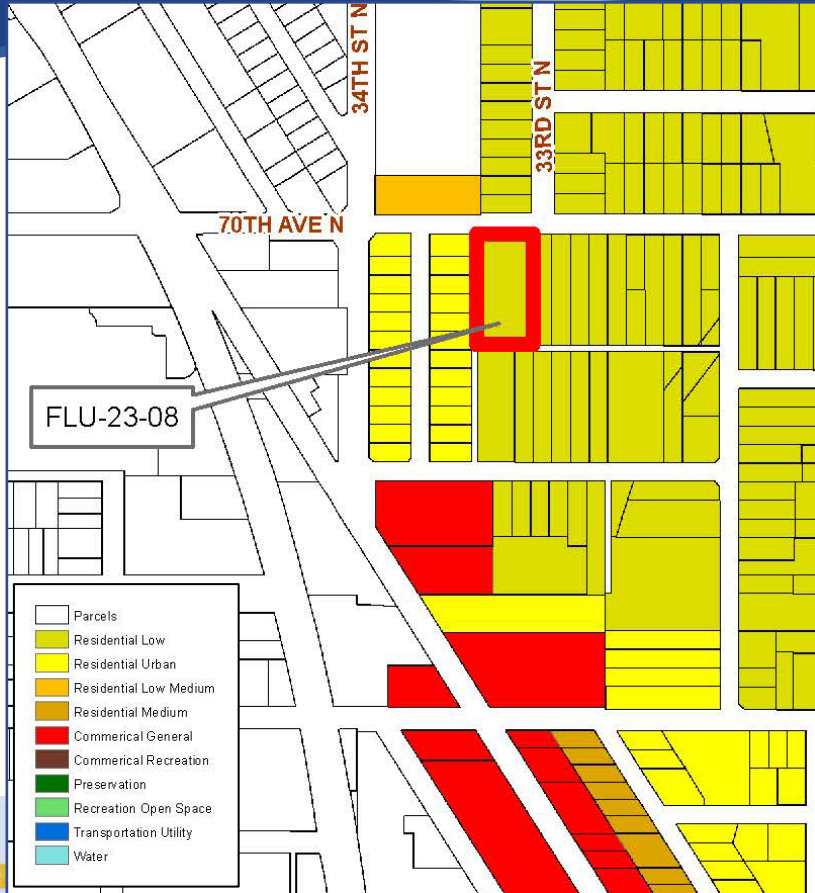 34TH ST N
33RD ST N
70TH AVE N
FLU-23-08
Parcels
Residential Low
Residential Urban
Residential Low Medium
Residential Medium
Commerical General
Commerical Recreation
Preservation
Recreation Open Space
Transportation Utility
Water